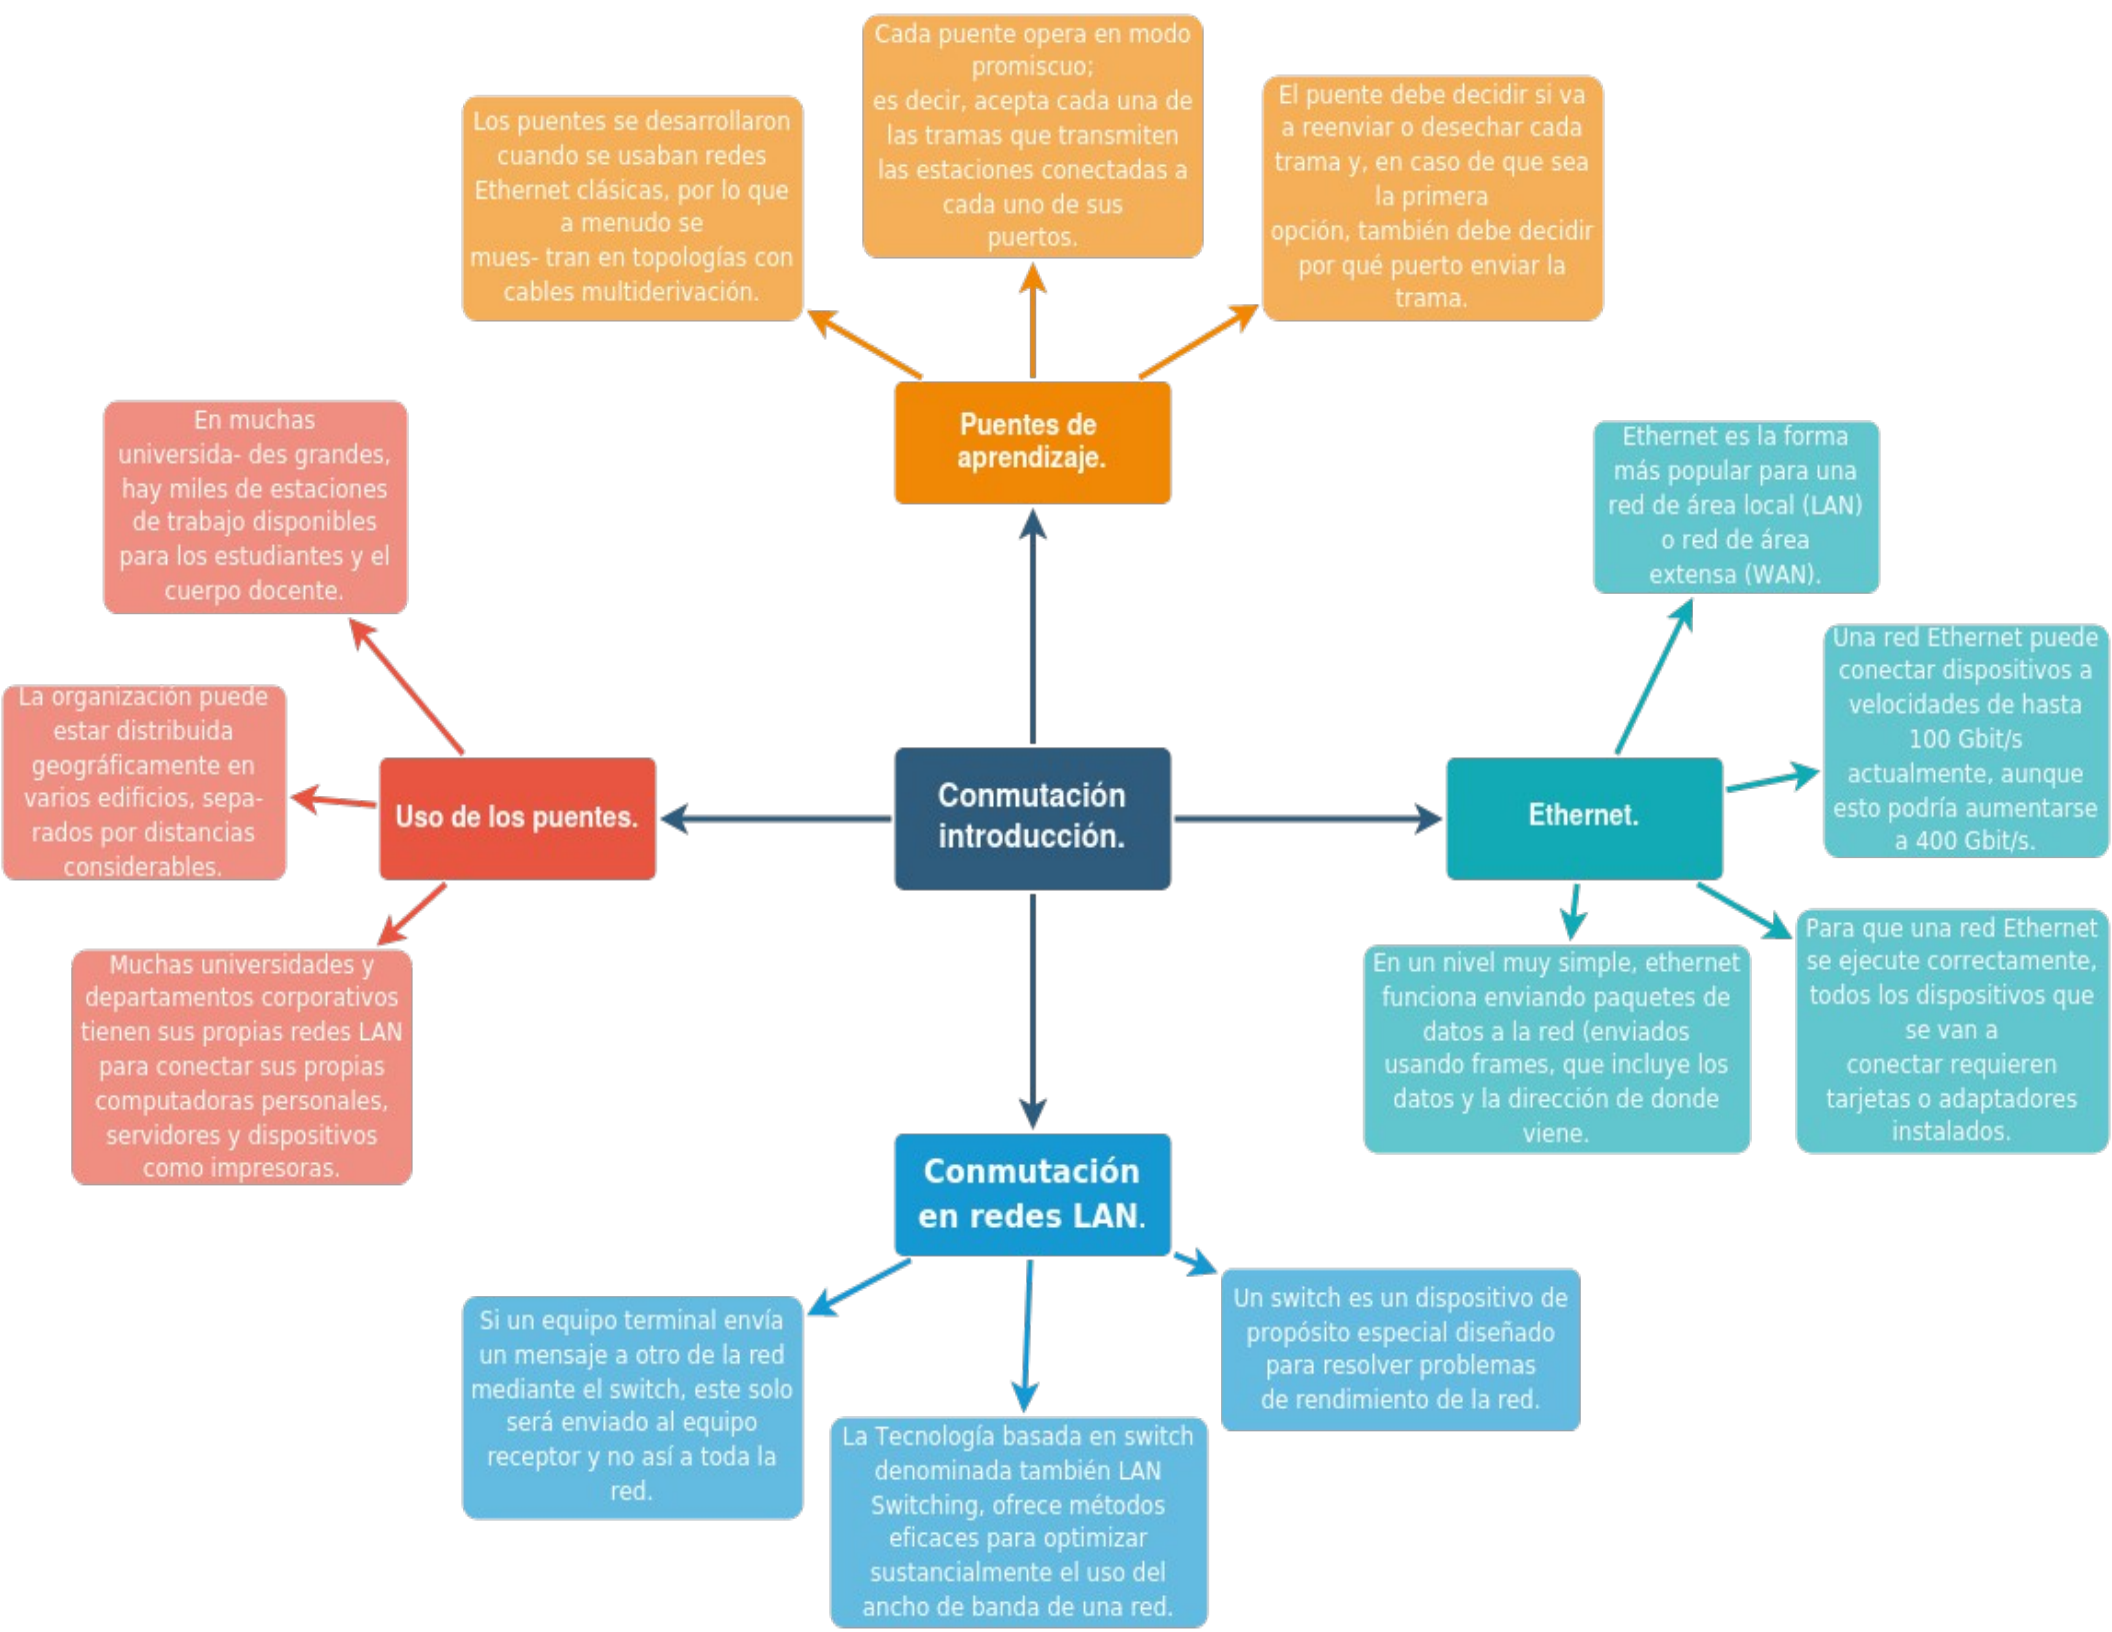 Cada puente opera en modo
promiscuo;
es decir, acepta cada una de
las tramas que transmiten
las estaciones conectadas a
cada uno de sus
puertos.
Los puentes se desarrollaron
cuando se usaban redes
Ethernet clásicas, por lo que
a menudo se
mues- tran en topologías con
cables multiderivación.
El puente debe decidir si va
a reenviar o desechar cada
trama y, en caso de que sea
la primera
opción, también debe decidir
por qué puerto enviar la
trama.
Puentes de
aprendizaje.
En muchas
universida- des grandes,
hay miles de estaciones
de trabajo disponibles
para los estudiantes y el
cuerpo docente.
Ethernet es la forma
más popular para una
red de área local (LAN)
o red de área
extensa (WAN).
La organización puede
estar distribuida
geográficamente en
varios edificios, sepa-
rados por distancias
considerables.
Uso de los puentes.
Conmutación
introducción.
Ethernet.
Una red Ethernet puede
conectar dispositivos a
velocidades de hasta
100 Gbit/s
actualmente, aunque
esto podría aumentarse
a 400 Gbit/s.
Muchas universidades y
departamentos corporativos
tienen sus propias redes LAN
para conectar sus propias
computadoras personales,
servidores y dispositivos
como impresoras.
En un nivel muy simple, ethernet
funciona enviando paquetes de
datos a la red (enviados
usando frames, que incluye los
datos y la dirección de donde
viene.
Para que una red Ethernet
se ejecute correctamente,
todos los dispositivos que
se van a
conectar requieren
tarjetas o adaptadores
instalados.
Conmutación
en redes LAN.
Si un equipo terminal envía
un mensaje a otro de la red
mediante el switch, este solo
será enviado al equipo
receptor y no así a toda la
red.
La Tecnología basada en switch
denominada también LAN
Switching, ofrece métodos
eficaces para optimizar
sustancialmente el uso del
ancho de banda de una red.
Un switch es un dispositivo de
propósito especial diseñado
para resolver problemas
de rendimiento de la red.